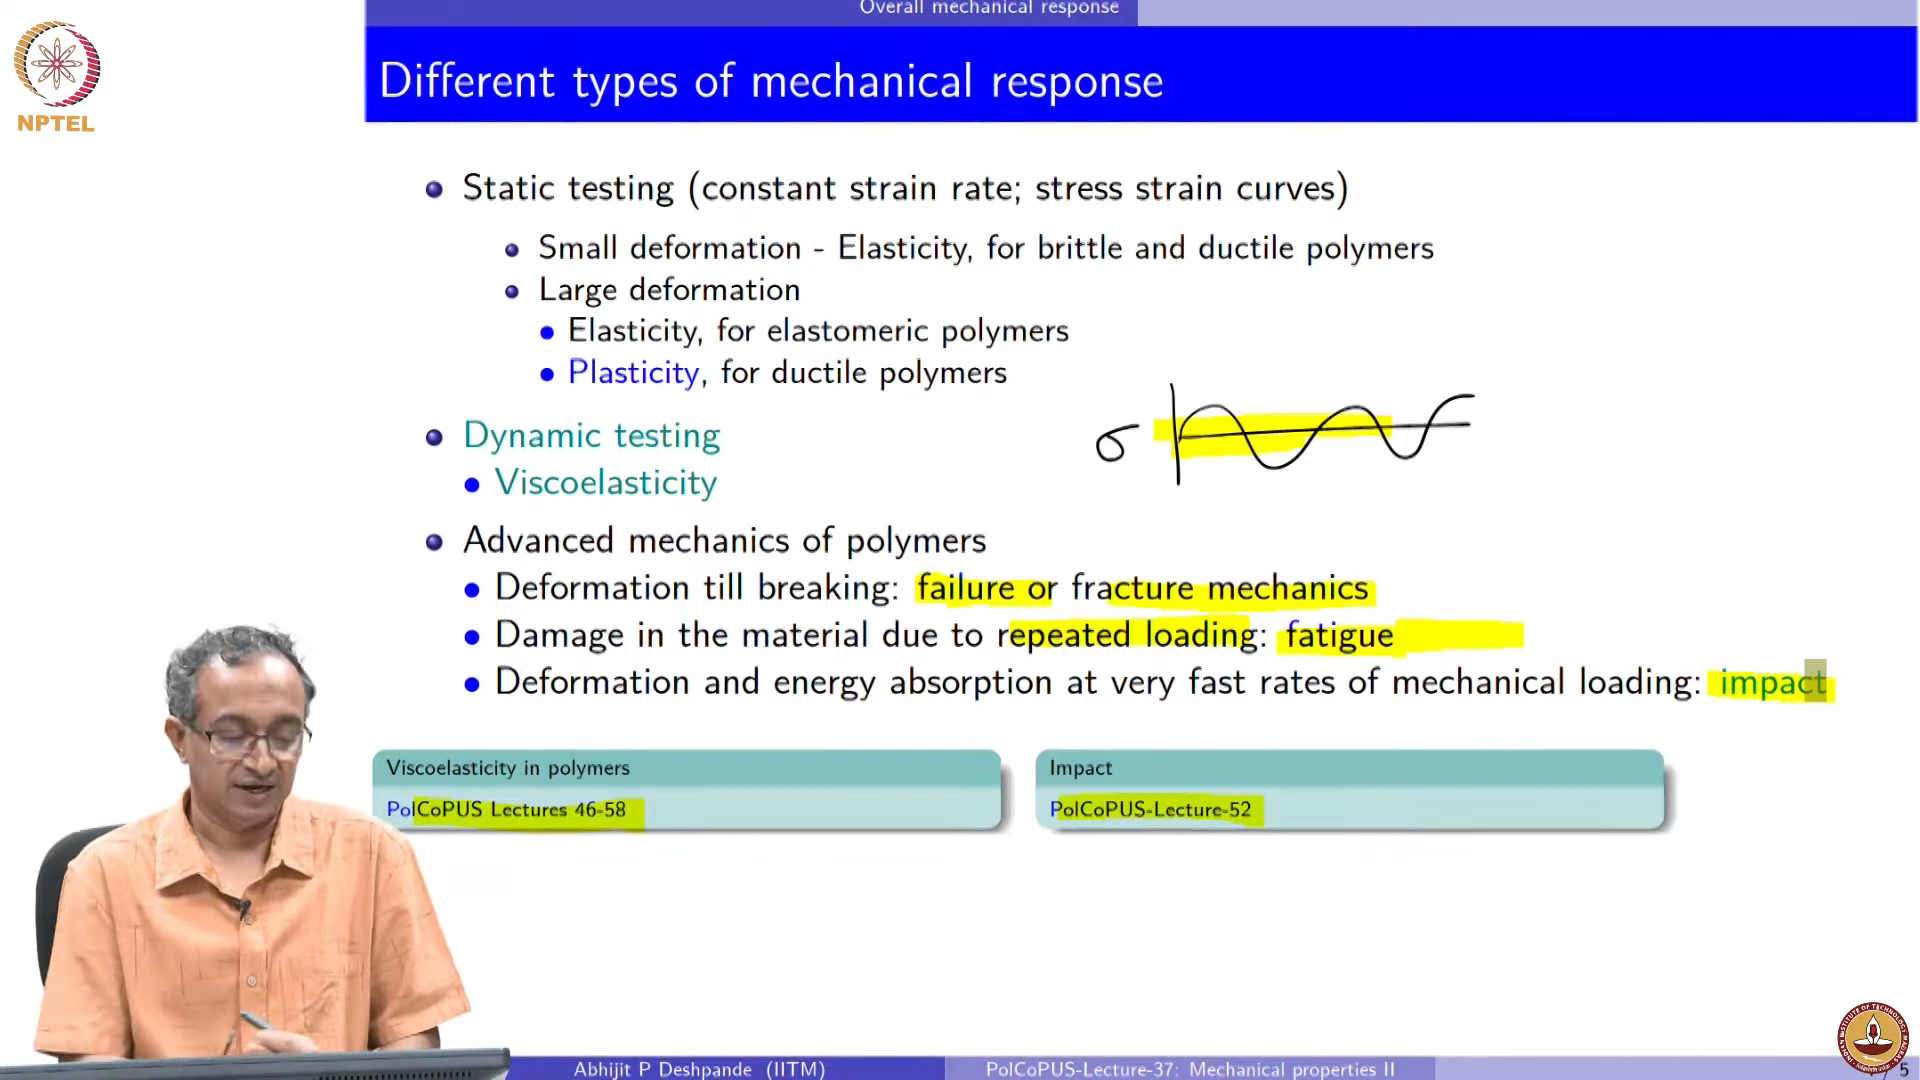 Overall mechanical response
NPTEL
Different types of mechanical response
Static testing (constant strain rate; stress strain curves)
Small deformation - Elasticity, for brittle and ductile polymers
Large deformation
Elasticity, for elastomeric polymers
Plasticity, for ductile polymers
σ
Dynamic testing
Viscoelasticity
Advanced mechanics of polymers
Deformation till breaking: failure or fracture mechanics
Damage in the material due to repeated loading: fatigue
Deformation and energy absorption at very fast rates of mechanical loading: impact
Viscoelasticity in polymers
PolCoPUS Lectures 46-58
Impact
PolCoPUS-Lecture-52
Abhijit P Deshpande (IITM)
PolCoPUS-Lecture-37: Mechanical properties II
5